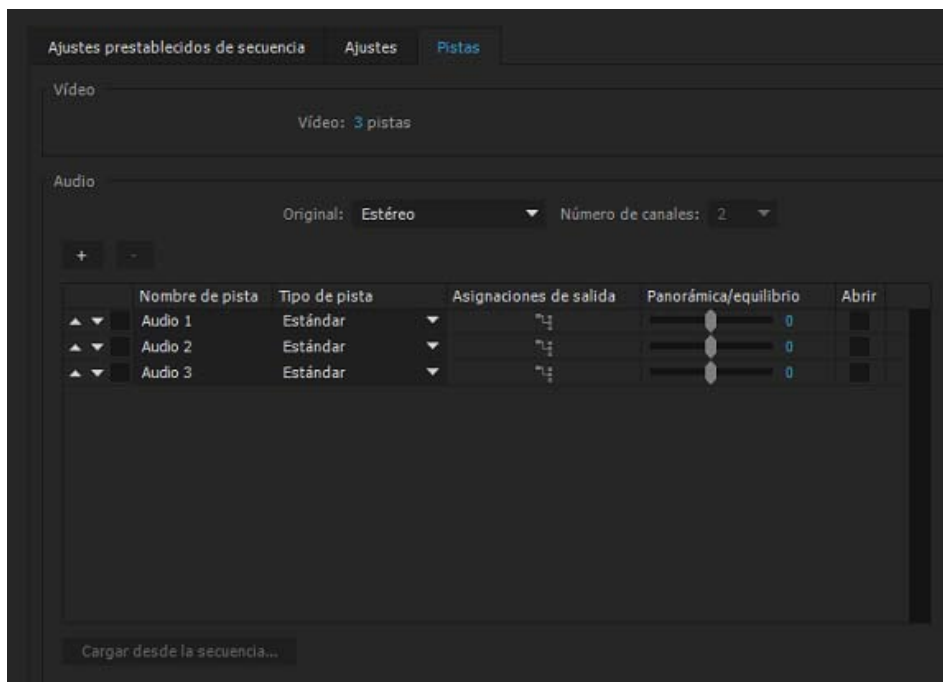 Ajustes prestablecidos de secuencia Ajustes Pistas
Vídeo
Vídeo: 3 pistas
Audio
Original: Estéreo Número de canales: 2
+ -
Nombre de pista Tipo de pista Asignaciones de salida Panorámica/equilibrio Abrir
Audio 1 Estándar 0
Audio 2 Estándar 0
Audio 3 Estándar 0
Cargar desde la secuencia...